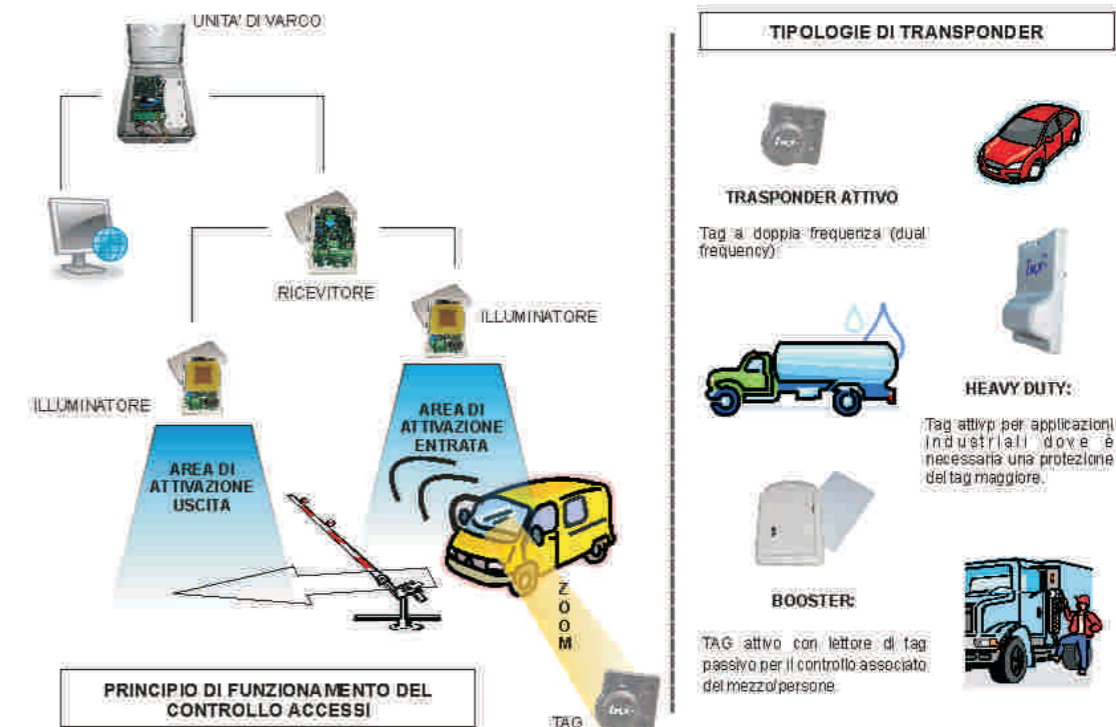 UNITA' DI VARCO
RICEVITORE
ILLUMINATORE
ILLUMINATORE
AREA DI
ATTIVAZIONE
ENTRATA
AREA DI
ATTIVAZIONE
USCITA
ZOOM
TAG
PRINCIPIO DI FUNZIONAMENTO DEL
CONTROLLO ACCESSI
TIPOLOGIE DI TRANSPONDER
TRASPONDER ATTIVO
Tag a doppia frequenza (dual
frequency)
HEAVY DUTY:
Tag attivo per applicazioni
industriali dove è
necessaria una protezione
del tag maggiore.
BOOSTER:
TAG attivo con lettore di tag
passivo per il controllo associato
del mezzo/persone